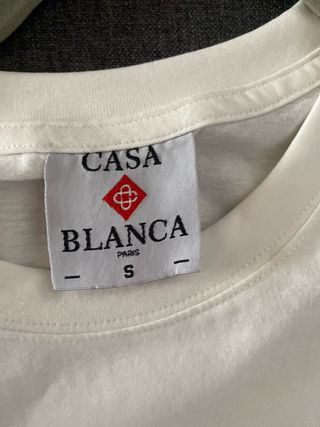 CASA
BLANCA
PARIS
– S –